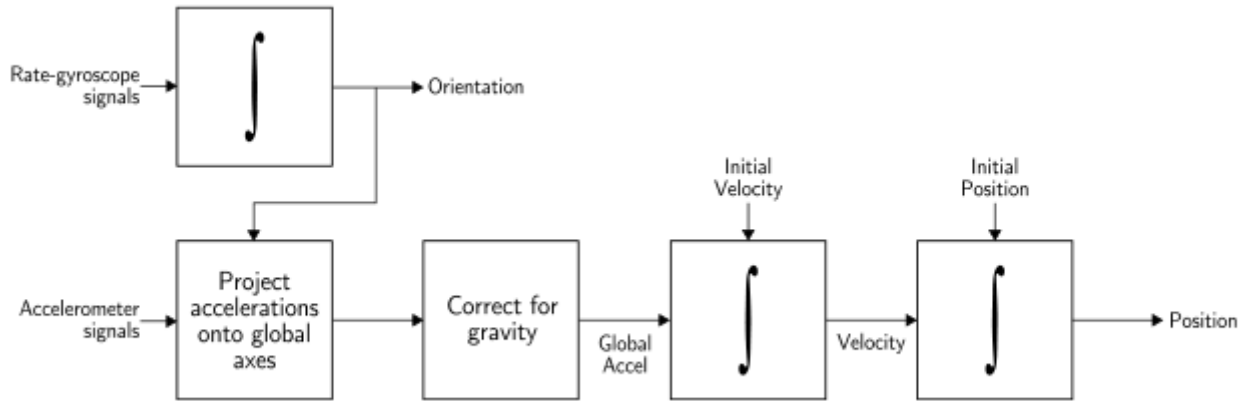 Rate-gyroscope
signals
∫
Orientation
Initial
Velocity
Initial
Position
Accelerometer
signals
Project
accelerations
onto global
axes
Correct for
gravity
Global
Accel
∫
Velocity
∫
Position